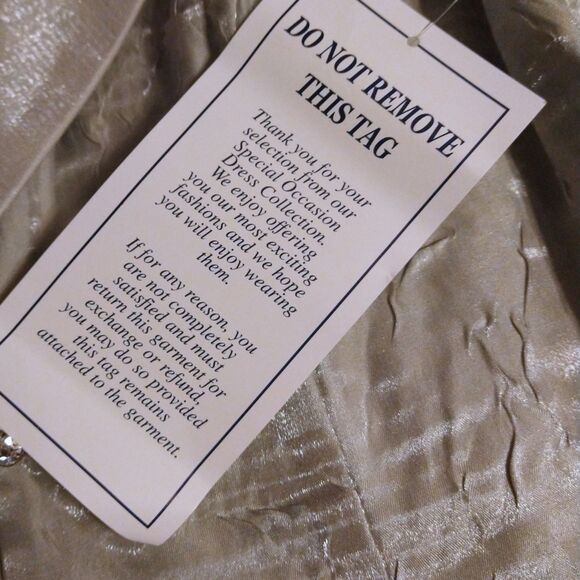 DO NOT REMOVE
THIS TAG
Thank you for your
selection from our
Special Occasion
Dress Collection.
We enjoy offering
you our most exciting
fashions and we hope
you will enjoy wearing
them.
If for any reason, you
are not completely
satisfied and must
return this garment for
exchange or refund,
you may do so provided
this tag remains
attached to the garment.